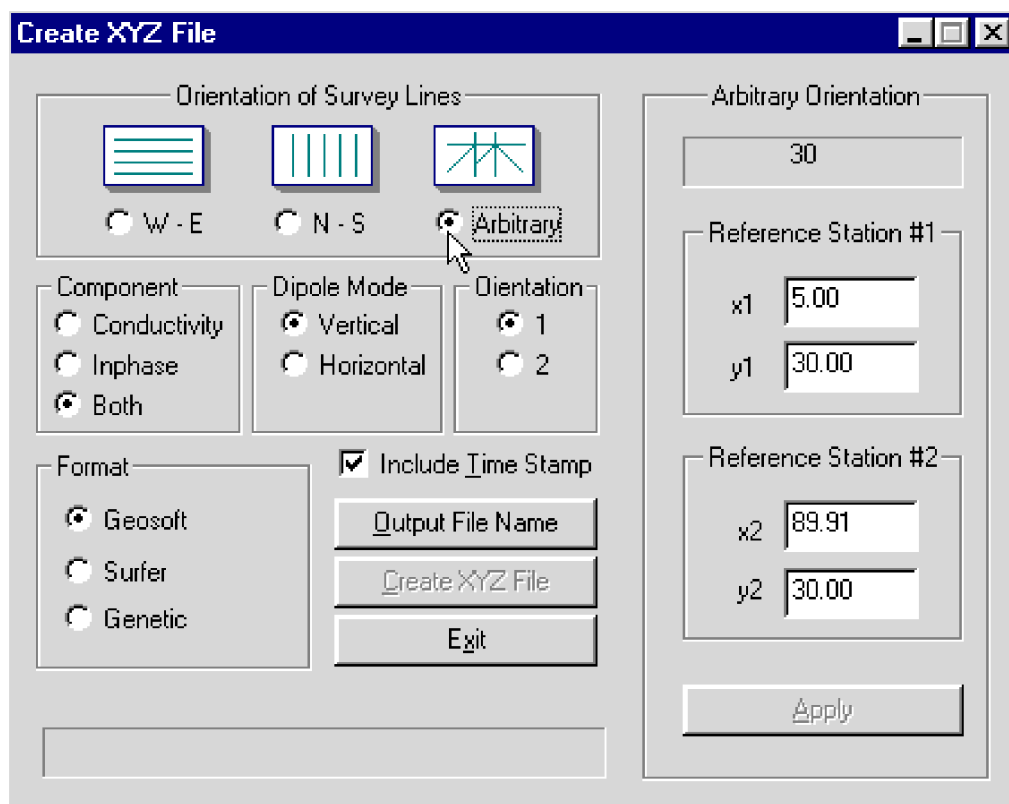 Create XYZ File
Orientation of Survey Lines
W - E
N - S
Arbitrary
Component
Conductivity
Inphase
Both
Dipole Mode
Vertical
Horizontal
Oientation
1
2
Format
Geosoft
Surfer
Genetic
Include Time Stamp
Output File Name
Create XYZ File
Exit
Arbitrary Orientation
30
Reference Station #1
x1 5.00
y1 30.00
Reference Station #2
x2 89.91
y2 30.00
Apply